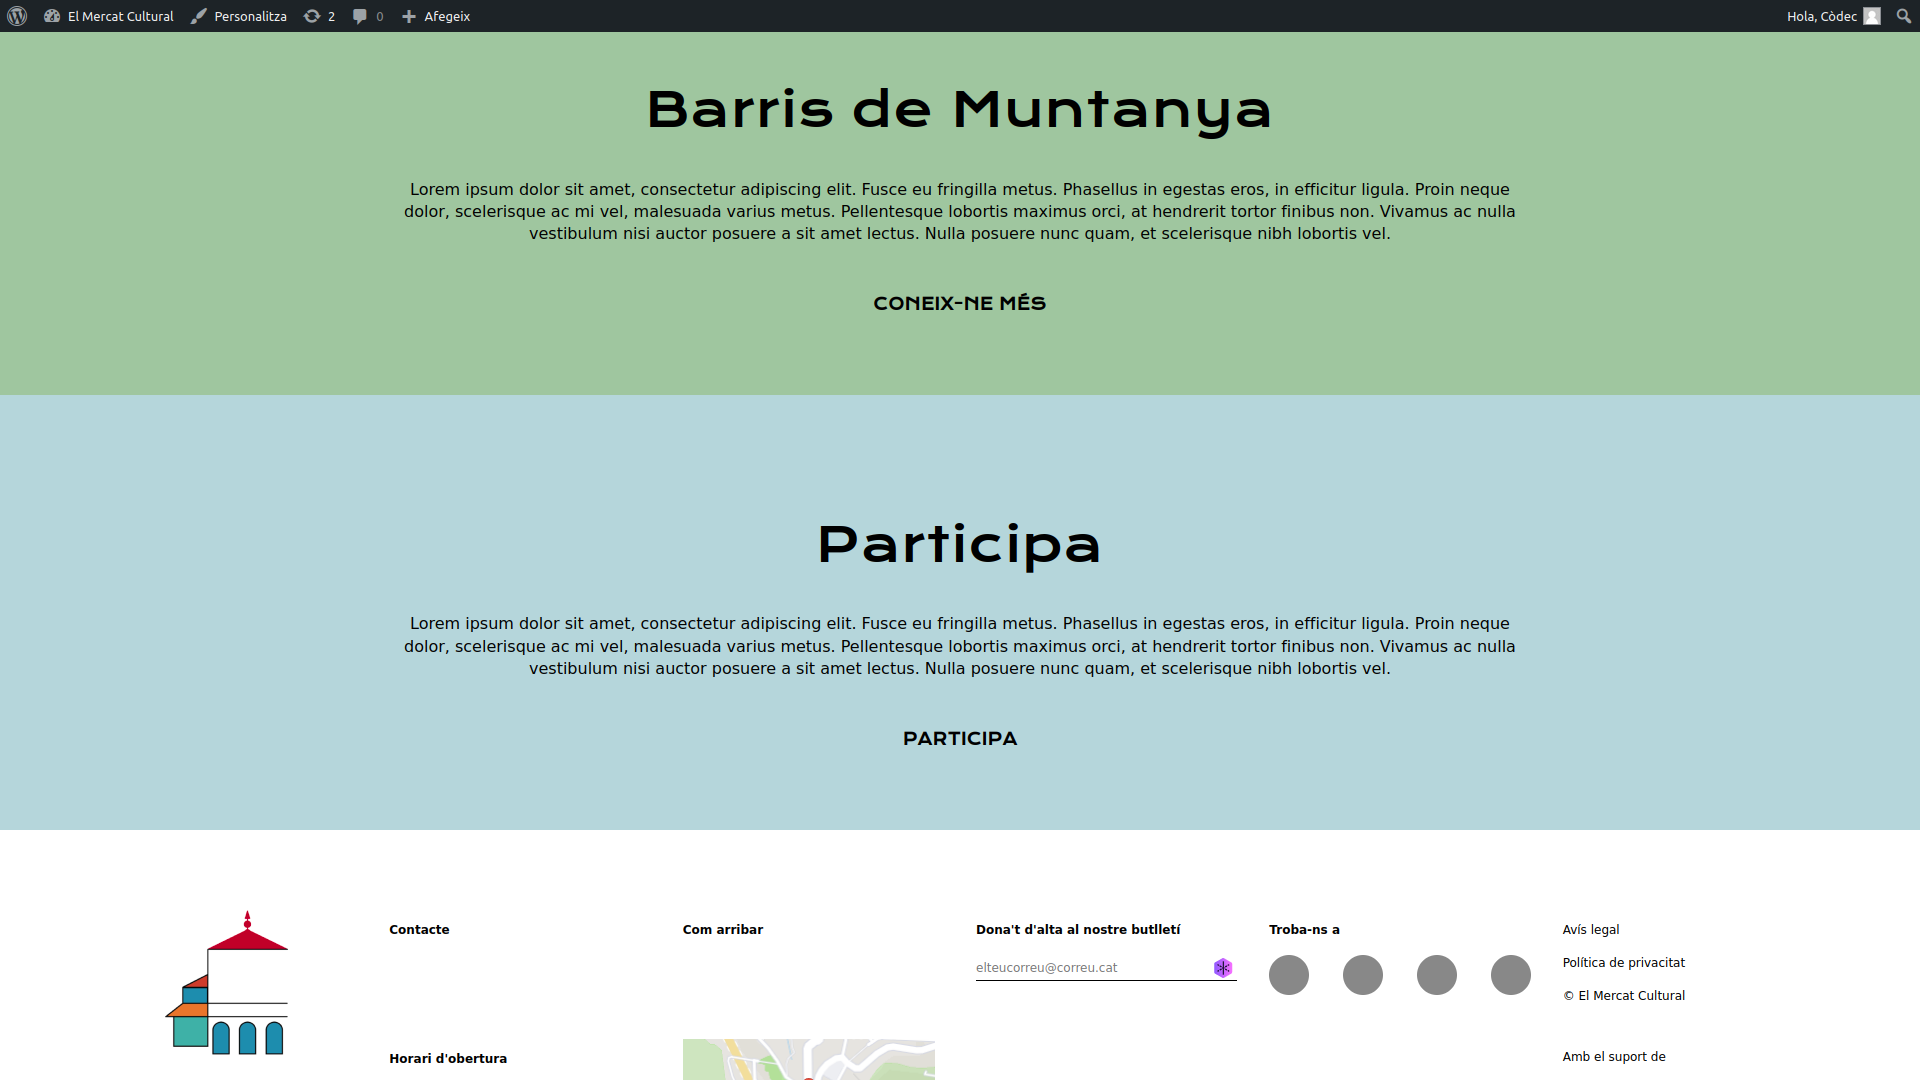 El Mercat Cultural
Personalitza
2
0
Afegeix
Hola, Còdec
Barris de Muntanya
Lorem ipsum dolor sit amet, consectetur adipiscing elit. Fusce eu fringilla metus. Phasellus in egestas eros, in efficitur ligula. Proin neque
dolor, scelerisque ac mi vel, malesuada varius metus. Pellentesque lobortis maximus orci, at hendrerit tortor finibus non. Vivamus ac nulla
vestibulum nisi auctor posuere a sit amet lectus. Nulla posuere nunc quam, et scelerisque nibh lobortis vel.
CONEIX-NE MÉS
Participa
Lorem ipsum dolor sit amet, consectetur adipiscing elit. Fusce eu fringilla metus. Phasellus in egestas eros, in efficitur ligula. Proin neque
dolor, scelerisque ac mi vel, malesuada varius metus. Pellentesque lobortis maximus orci, at hendrerit tortor finibus non. Vivamus ac nulla
vestibulum nisi auctor posuere a sit amet lectus. Nulla posuere nunc quam, et scelerisque nibh lobortis vel.
PARTICIPA
Contacte
Horari d'obertura
Com arribar
Dona't d'alta al nostre butlletí
elteucorreu@correu.cat
Troba-ns a
Avís legal
Política de privacitat
© El Mercat Cultural
Amb el suport de